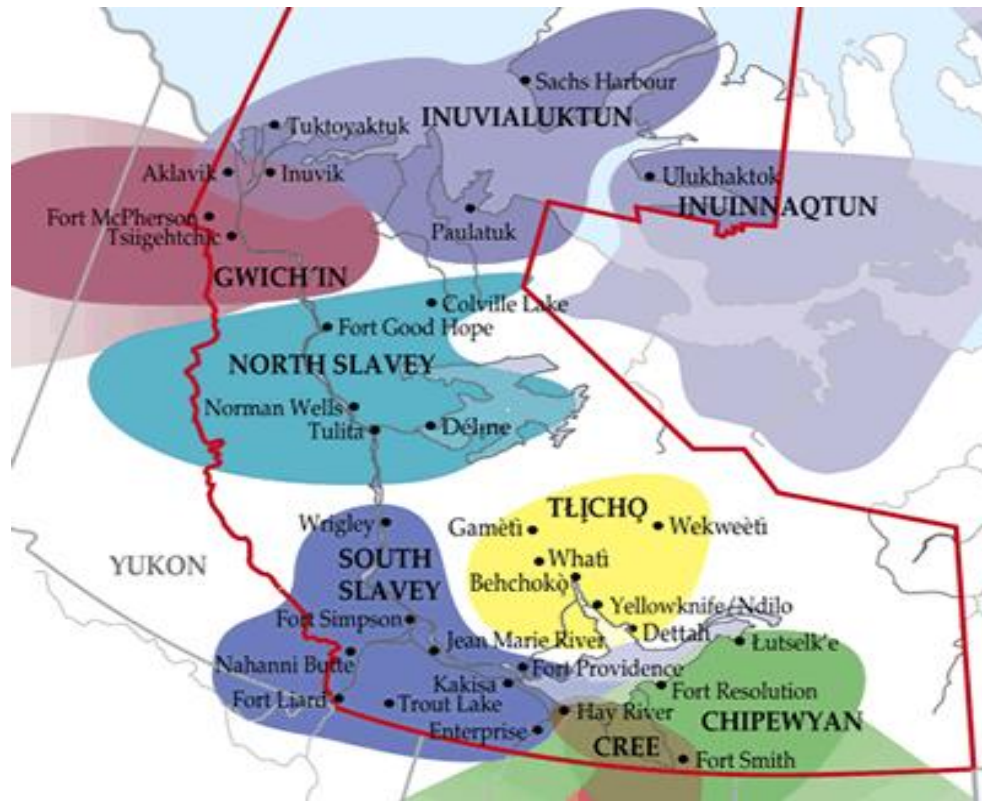 Sachs Harbour
INUVIALUKTUN
Tuktoyaktuk
Aklavik
Inuvik
Ulukhaktok
INUINNAQTUN
Fort McPherson
Tsiigehtchic
Paulatuk
GWICH´IN
Colville Lake
Fort Good Hope
NORTH SLAVEY
Norman Wells
Tulita
Délıne
TŁĮCHǪ
Wrigley
Gamètì
Wekweètì
YUKON
SOUTH
SLAVEY
Whatì
Behchokǫ̀
Fort Simpson
Yellowknife/Ndilo
Dettah
Jean Marie River
Łutselk'e
Nahanni Butte
Fort Providence
Kakisa
Fort Resolution
Fort Liard
Trout Lake
Hay River
CHIPEWYAN
Enterprise
CREE
Fort Smith